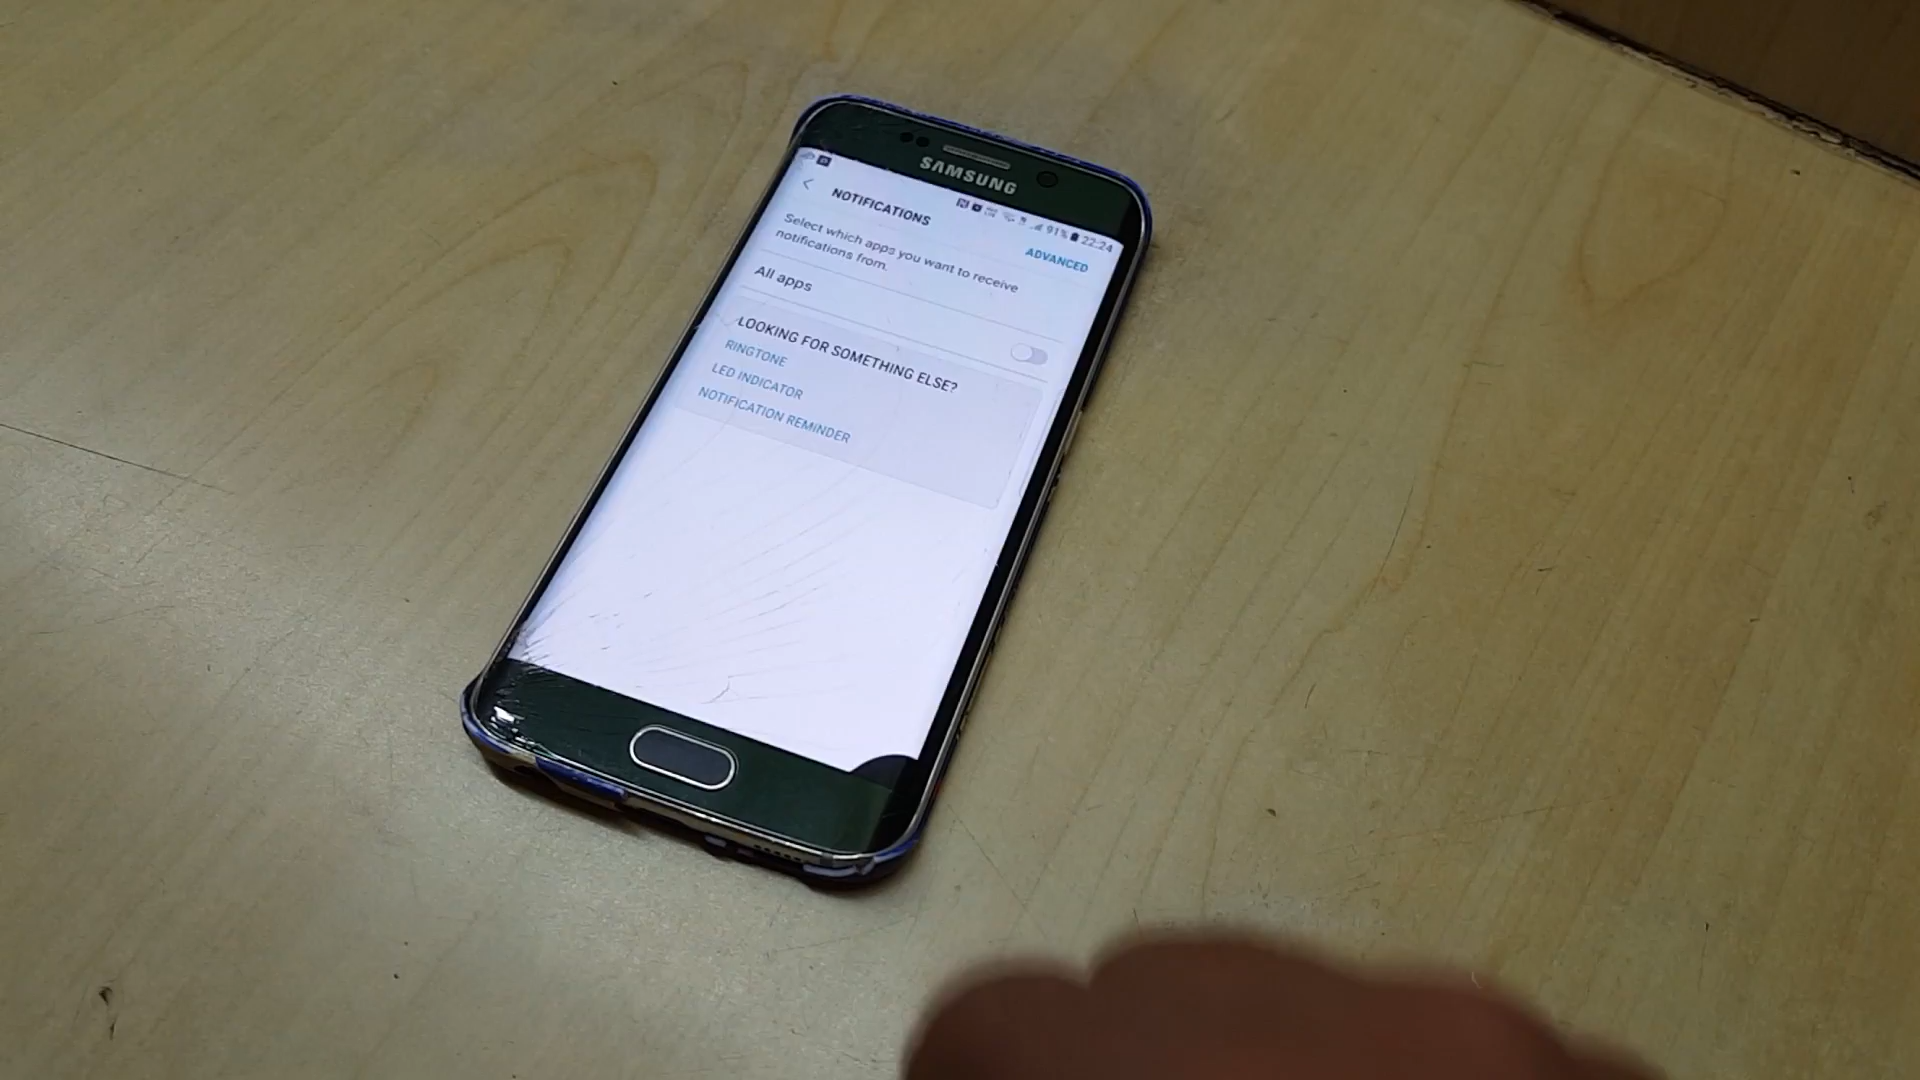 SAMSUNG
91% 22:24
NOTIFICATIONS
ADVANCED
Select which apps you want to receive
notifications from.
All apps
LOOKING FOR SOMETHING ELSE?
RINGTONE
LED INDICATOR
NOTIFICATION REMINDER